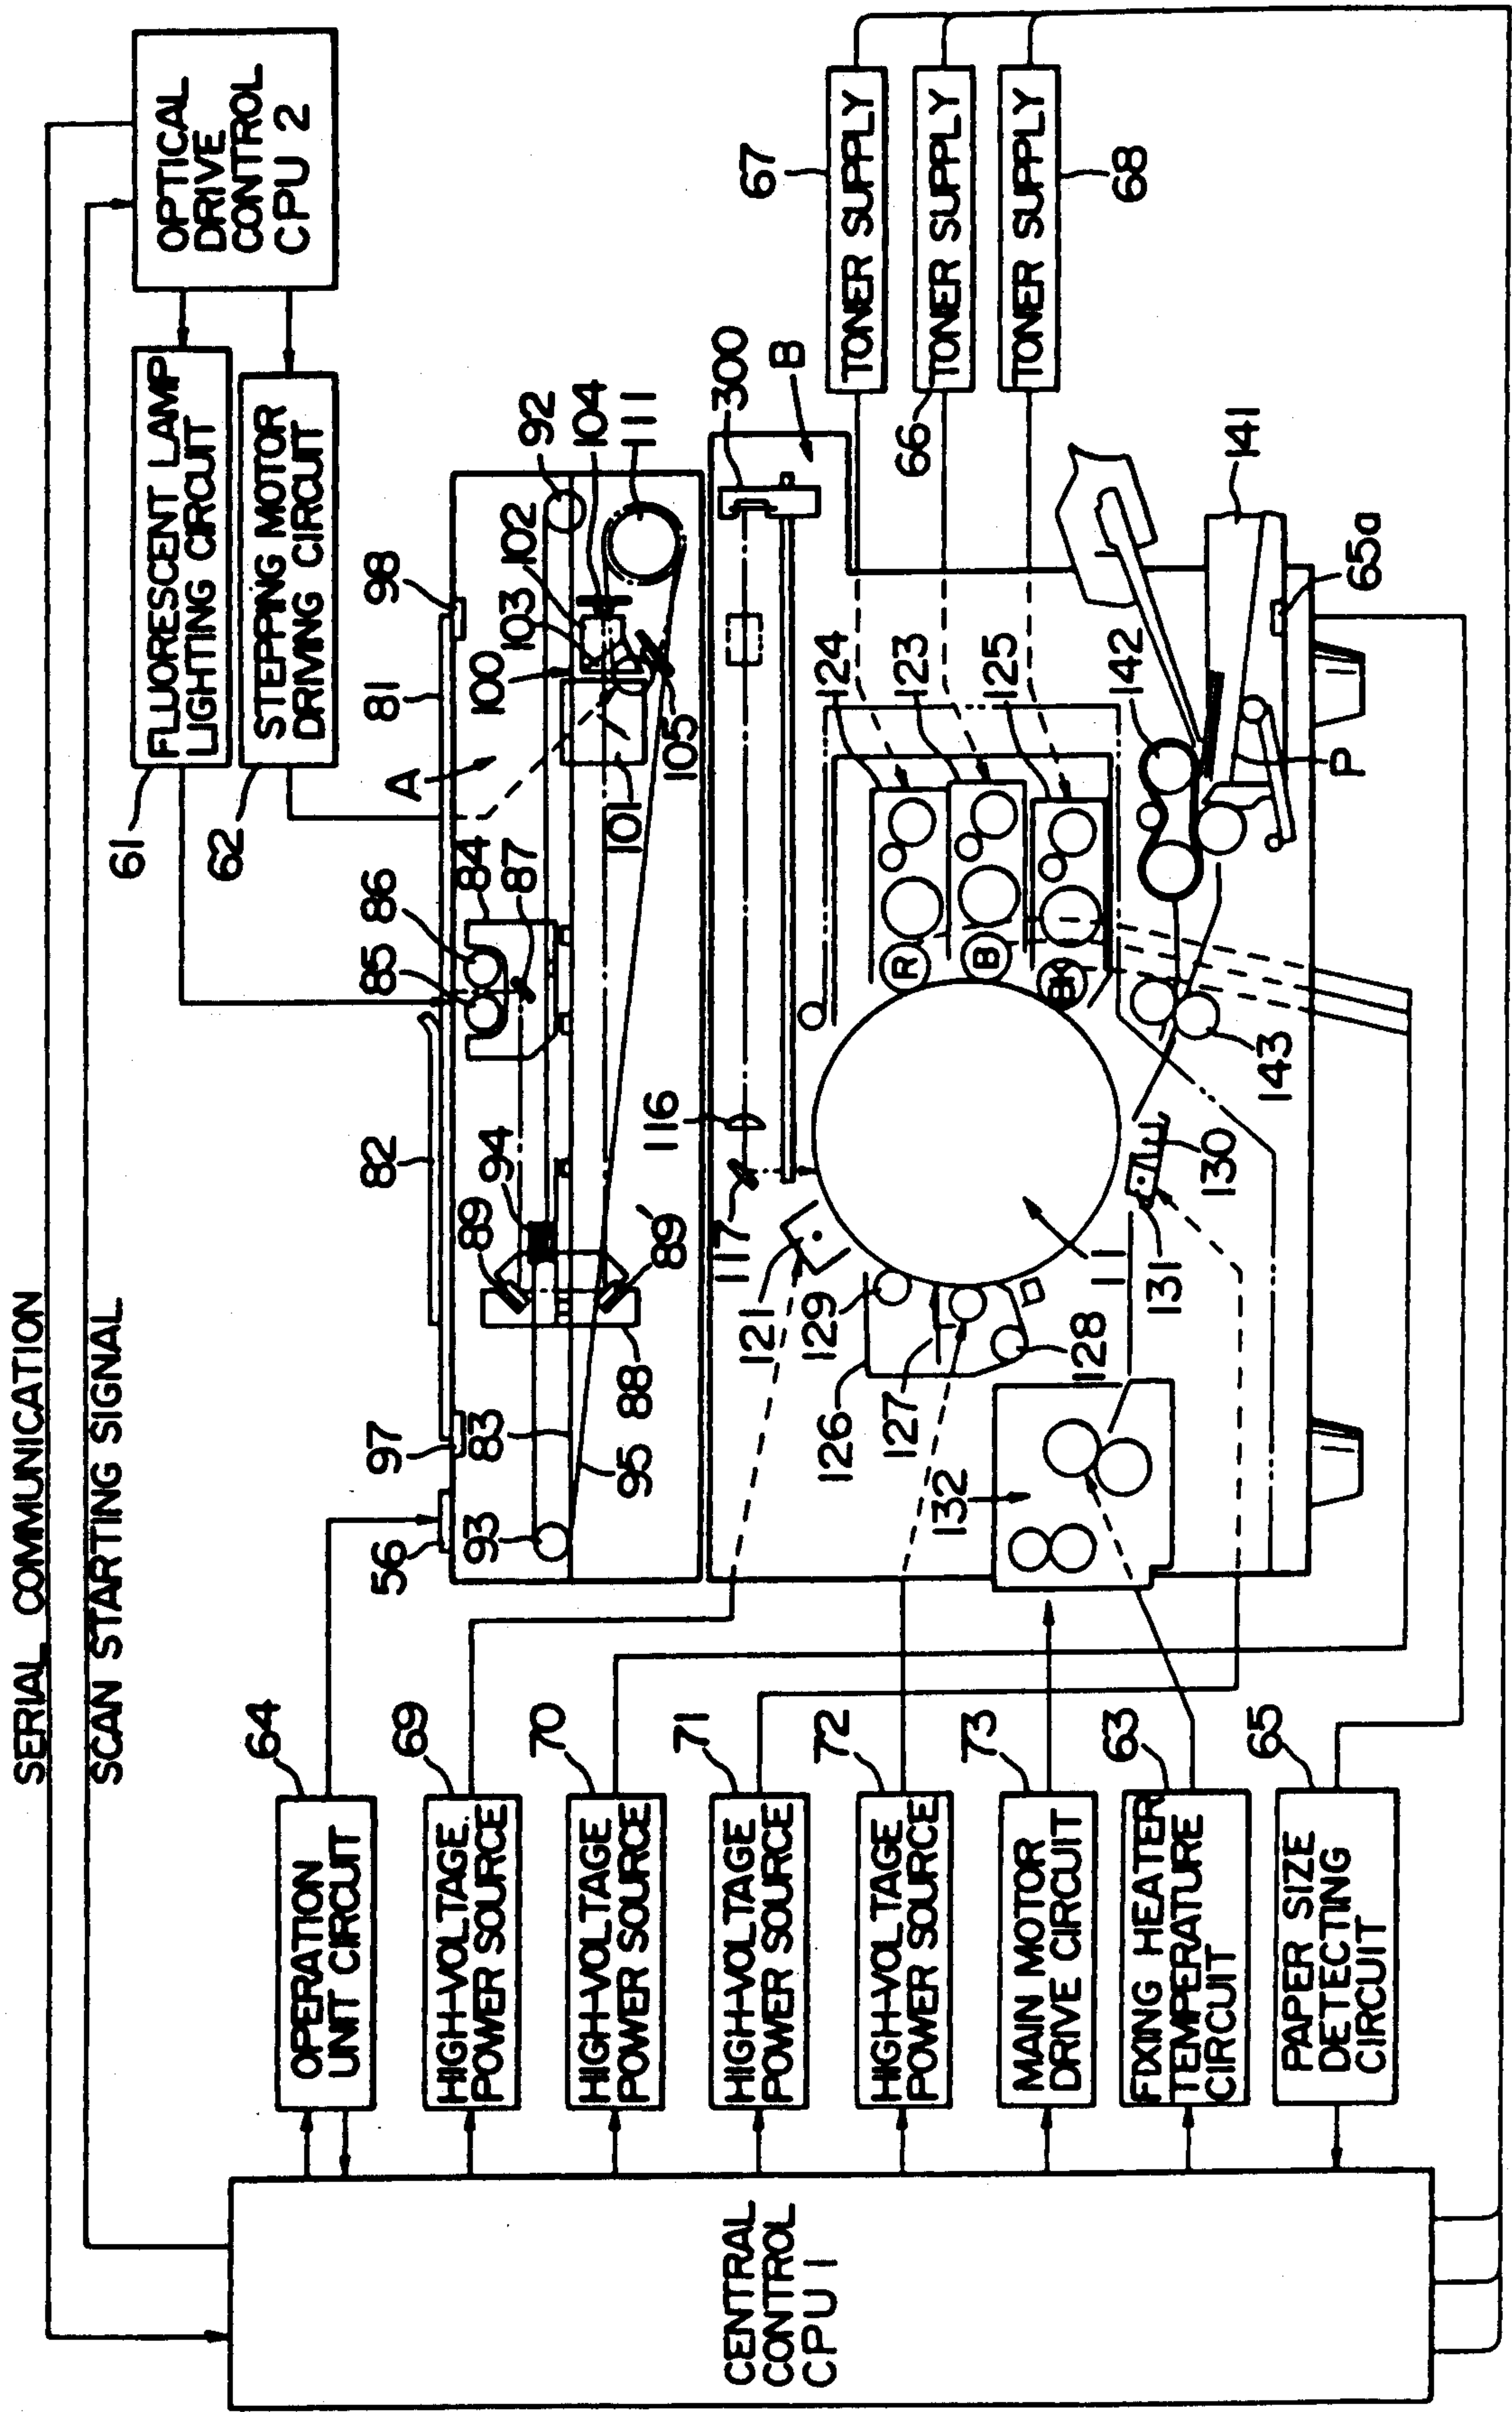 SERIAL COMMUNICATION
SCAN STARTING SIGNAL
OPTICAL
DRIVE
CONTROL
CPU 2
FLUORESCENT LAMP
LIGHTING CIRCUIT
61
STEPPING MOTOR
DRIVING CIRCUIT
62
64
OPERATION
UNIT CIRCUIT
69
HIGH-VOLTAGE
POWER SOURCE
70
HIGH-VOLTAGE
POWER SOURCE
71
HIGH-VOLTAGE
POWER SOURCE
72
HIGH-VOLTAGE
POWER SOURCE
73
MAIN MOTOR
DRIVE CIRCUIT
63
FIXING HEATER
TEMPERATURE
CIRCUIT
65
PAPER SIZE
DETECTING
CIRCUIT
CENTRAL
CONTROL
CPU 1
56
97
82
85
86
84
87
A
81
98
100
103
102
104
92
111
93
83
95
88
89
94
89'
101
105
117
116
300
B
67
TONER SUPPLY
66
TONER SUPPLY
TONER SUPPLY
68
121
129
126
127
128
132
124
123
125
R
B
BK
11
131
130
143
142
P
141
65a